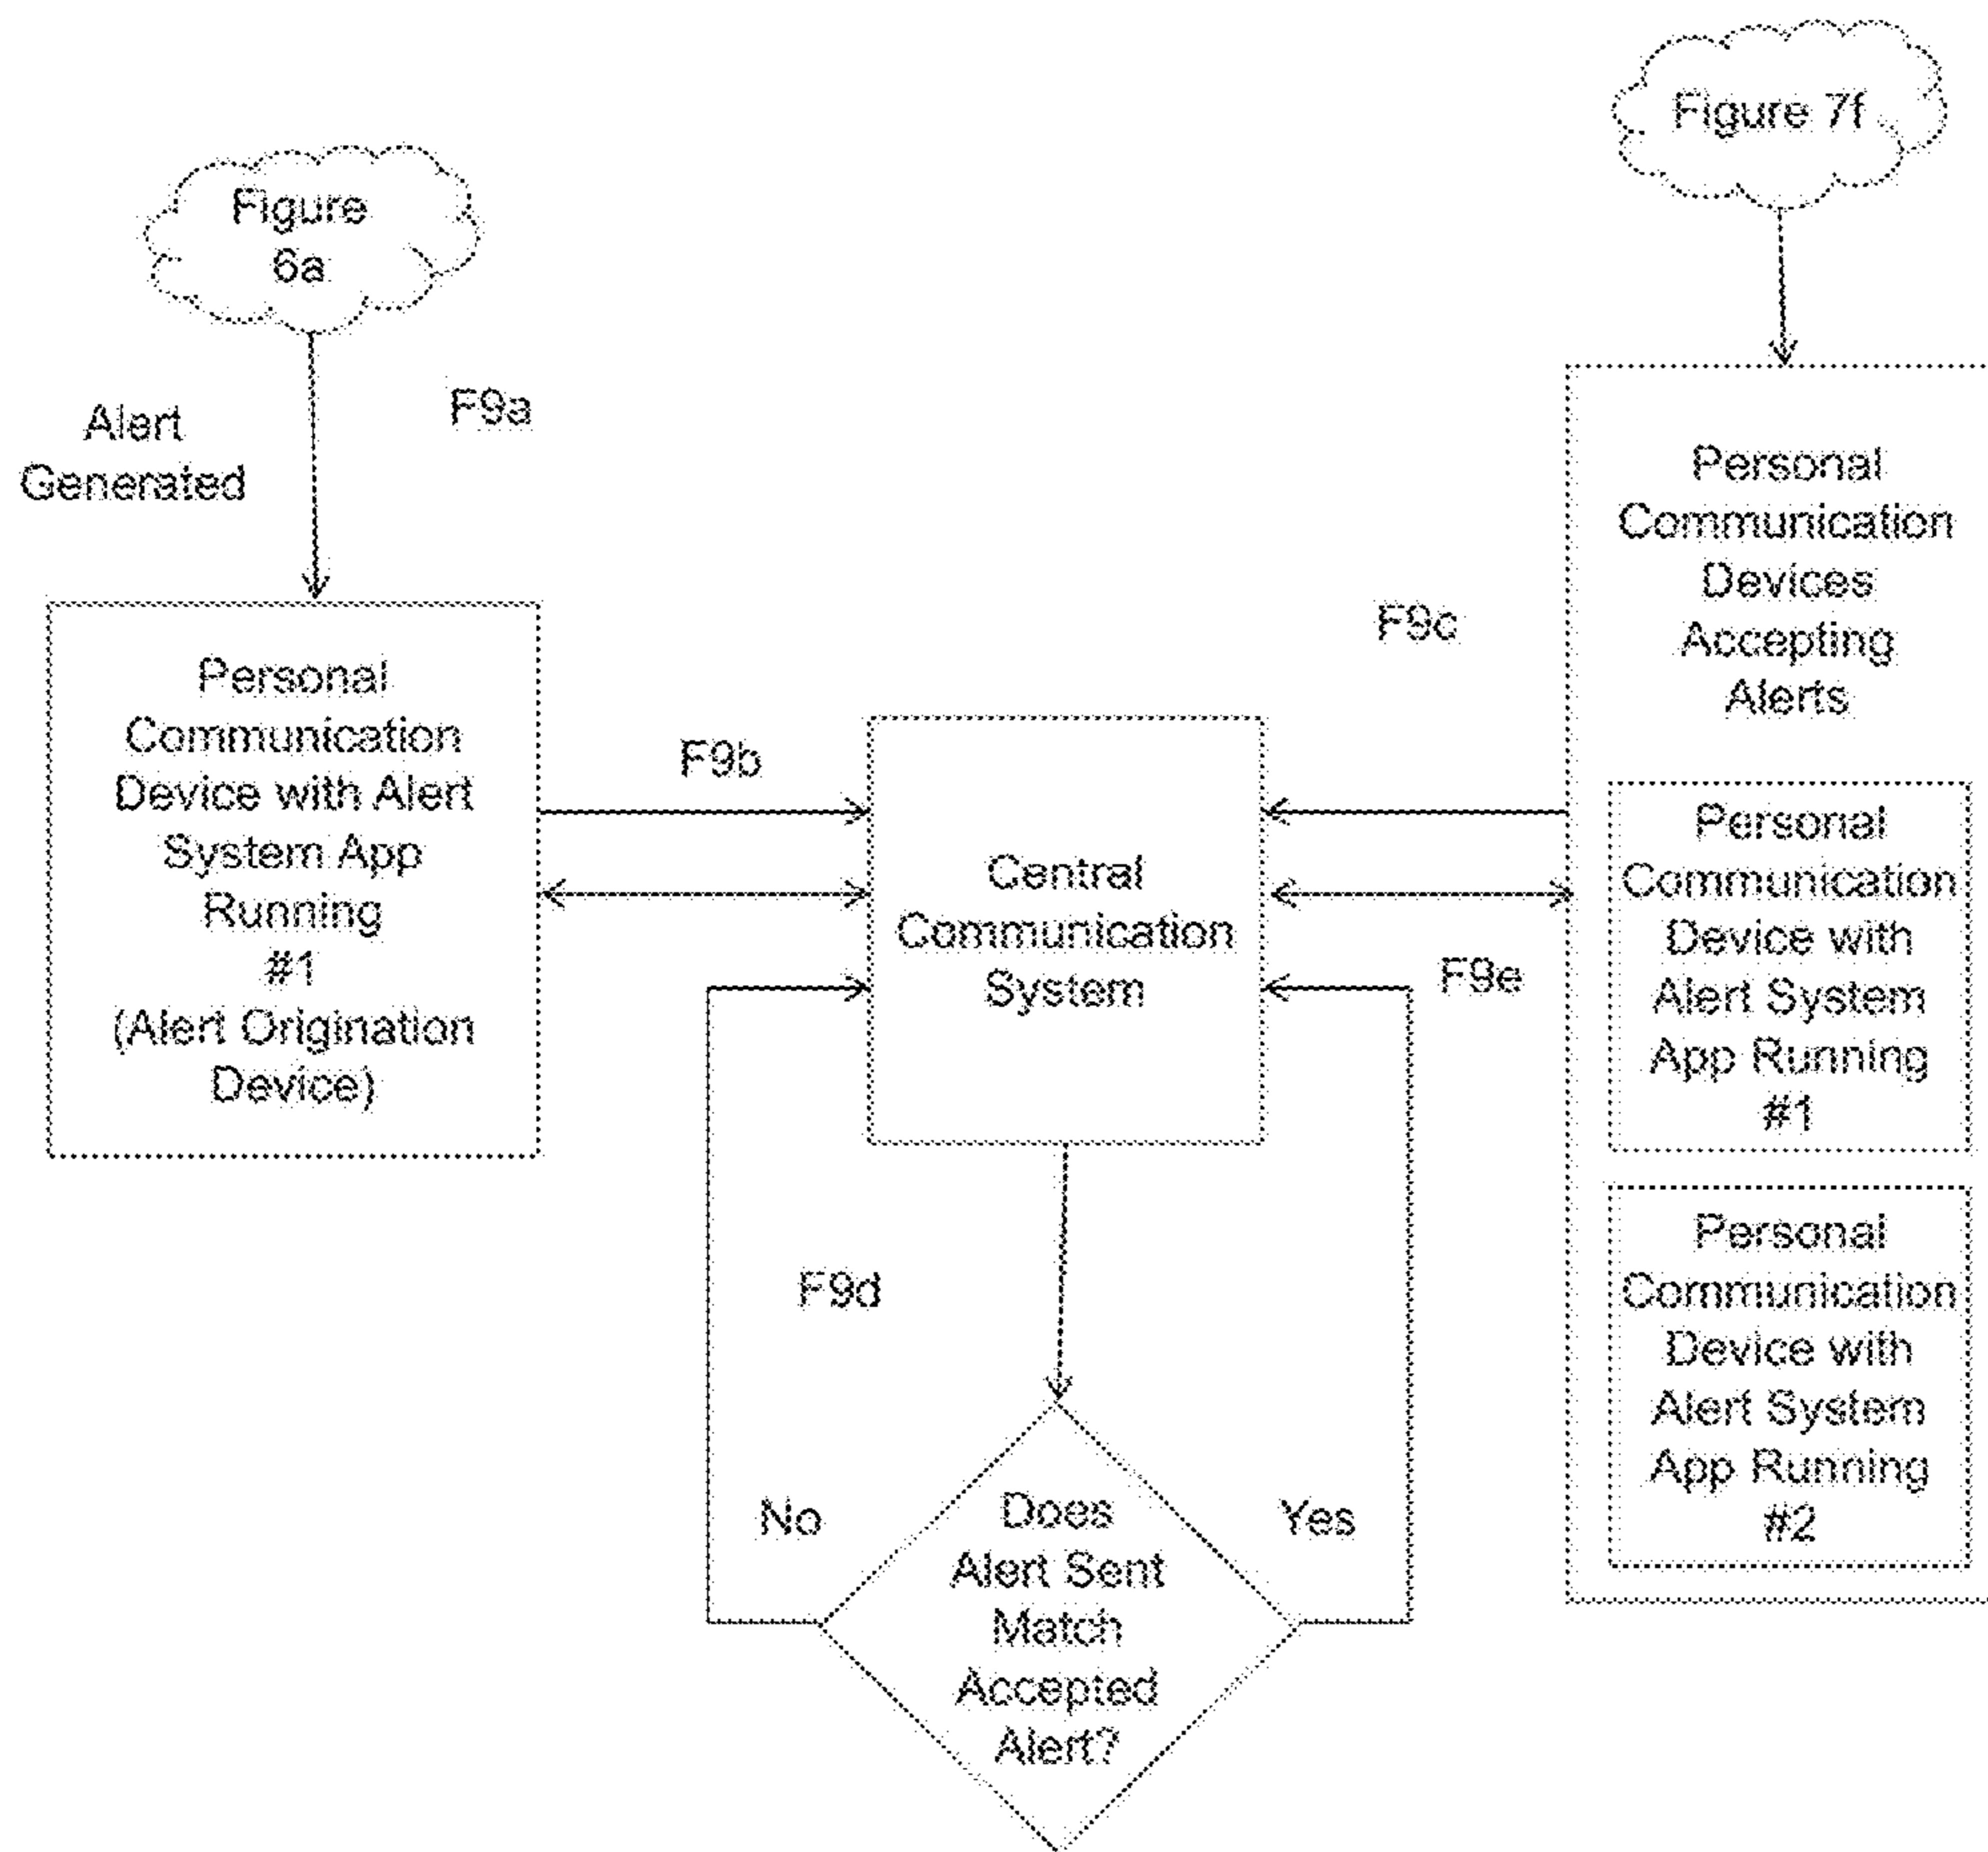 Figure
6a
Figure 7f
Alert
Generated
F9a
Personal
Communication
Device with Alert
System App
Running
#1
(Alert Origination
Device)
F9b
Central
Communication
System
F9c
F9e
Personal
Communication
Devices
Accepting
Alerts
Personal
Communication
Device with
Alert System
App Running
#1
Personal
Communication
Device with
Alert System
App Running
#2
F9d
No
Does
Alert Sent
Match
Accepted
Alert?
Yes